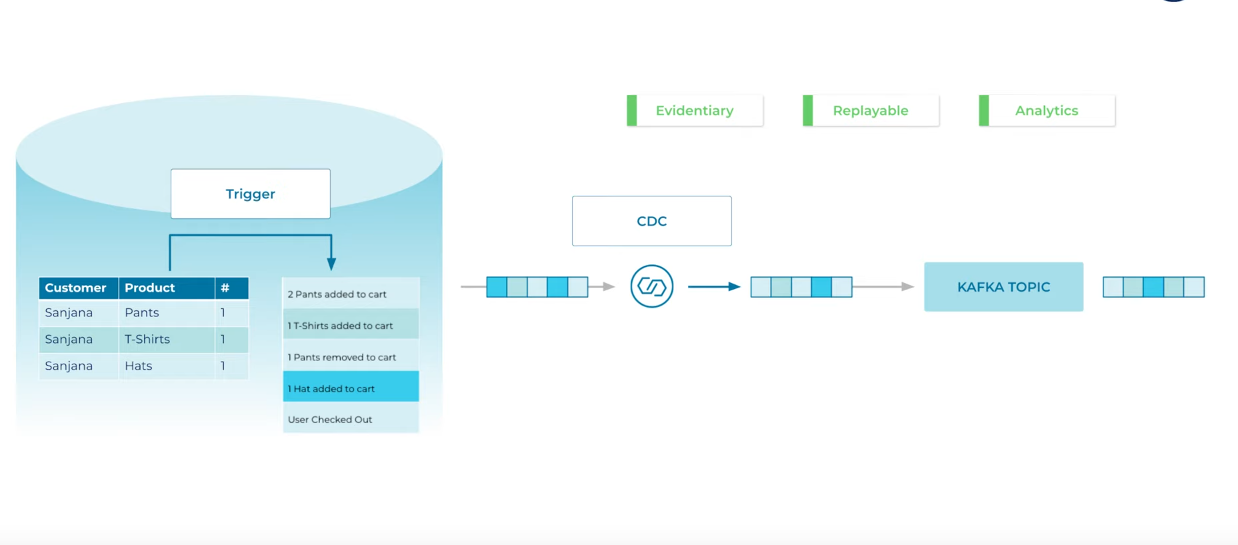 Evidentiary
Replayable
Analytics
Trigger
CDC
Customer Product #
Sanjana Pants 1
Sanjana T-Shirts 1
Sanjana Hats 1
2 Pants added to cart
1 T-Shirts added to cart
1 Pants removed to cart
1 Hat added to cart
User Checked Out
KAFKA TOPIC